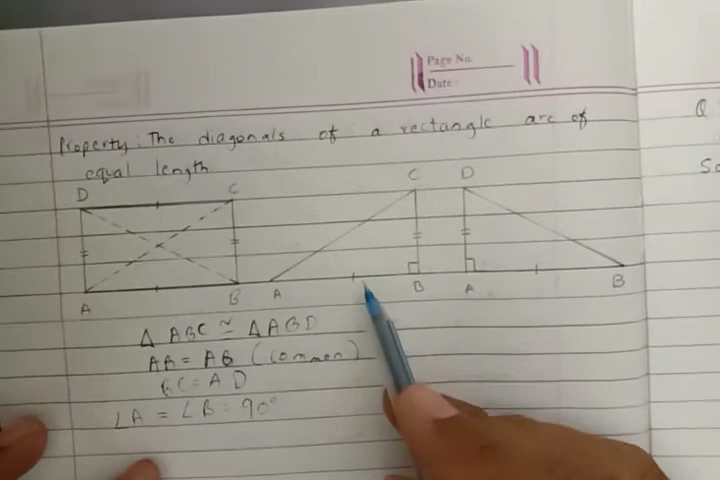 Page No.
Date:
Property: The diagonals of a rectangle are of
equal length
Q
D C C D
A B A B A B
Δ ABC ≅ Δ ABD
AB = AB (common)
BC = AD
∠A = ∠B = 90°